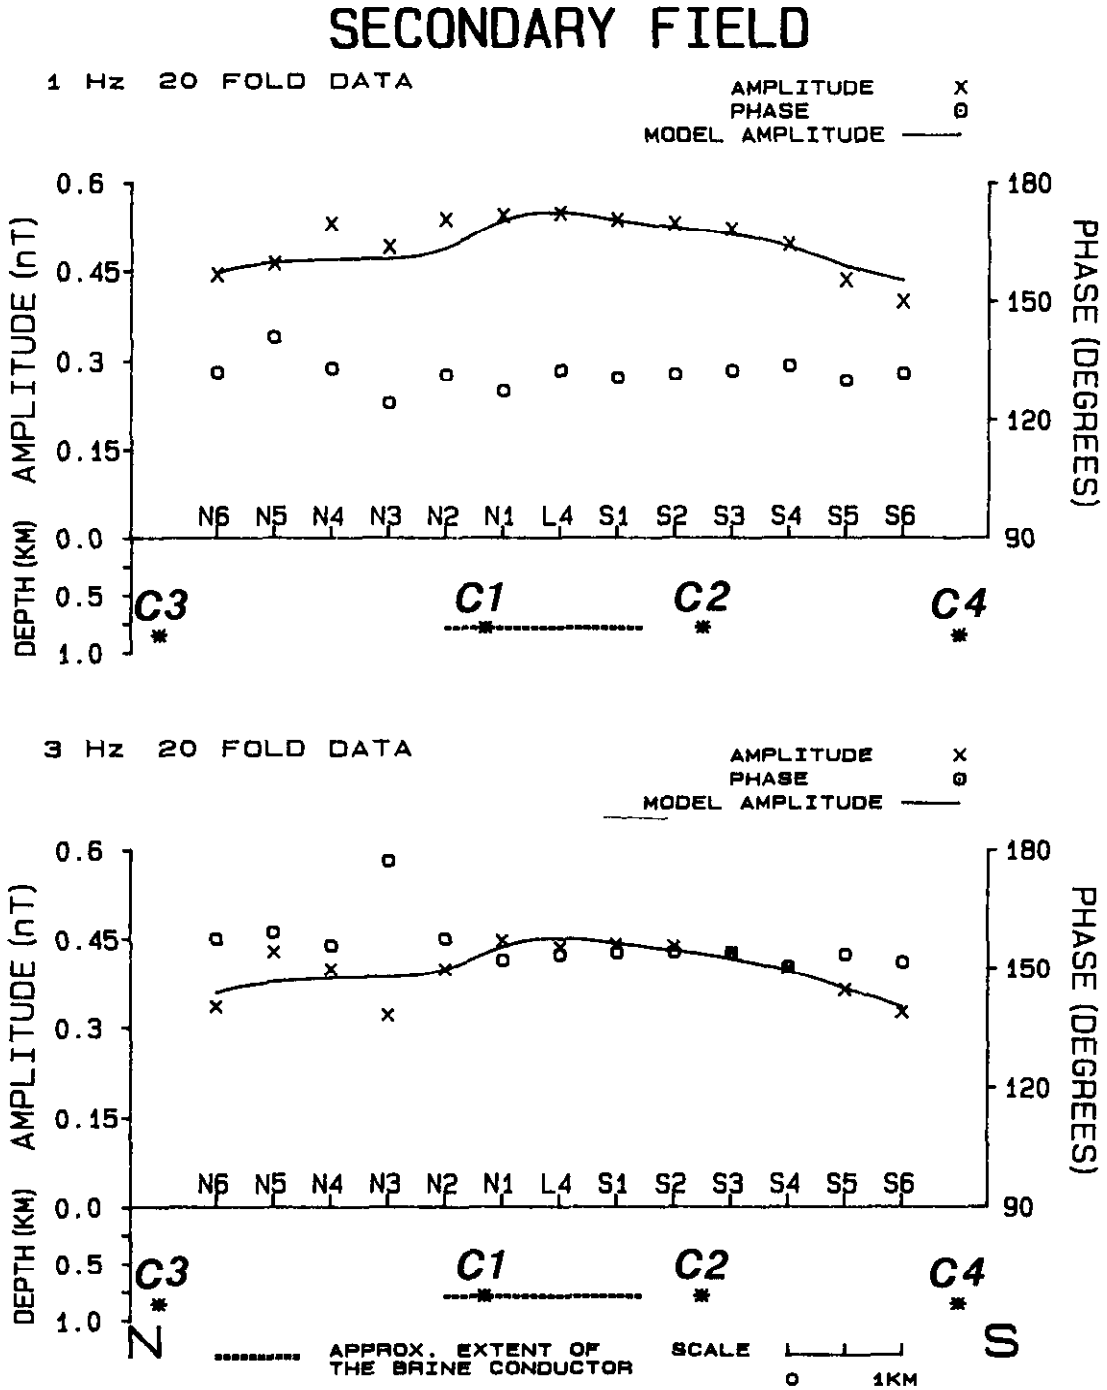 SECONDARY FIELD
1 Hz 20 FOLD DATA
AMPLITUDE X
PHASE O
MODEL AMPLITUDE
AMPLITUDE (nT)
0.6
0.45
0.3
0.15
0.0
180
150
120
90
PHASE (DEGREES)
N6 N5 N4 N3 N2 N1 L4 S1 S2 S3 S4 S5 S6
DEPTH (KM)
0.5
1.0
C3 C1 C2 C4
3 Hz 20 FOLD DATA
AMPLITUDE X
PHASE O
MODEL AMPLITUDE
AMPLITUDE (nT)
0.6
0.45
0.3
0.15
0.0
180
150
120
90
PHASE (DEGREES)
N6 N5 N4 N3 N2 N1 L4 S1 S2 S3 S4 S5 S6
DEPTH (KM)
0.5
1.0
C3 C1 C2 C4
N
S
APPROX. EXTENT OF
THE BRINE CONDUCTOR
SCALE
0 1KM